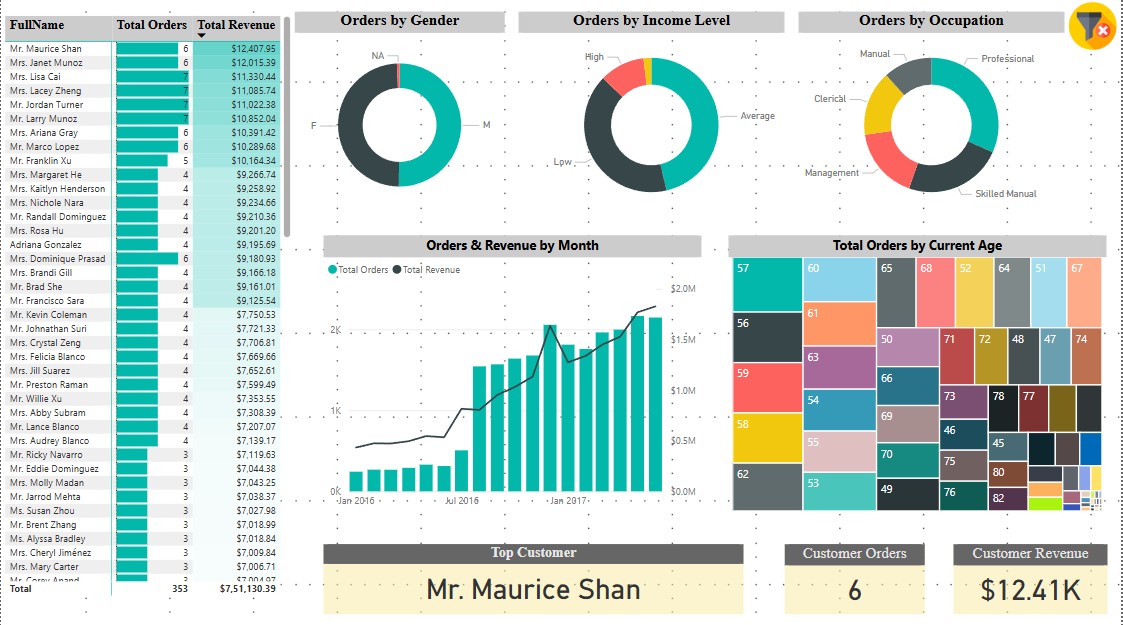 FullName Total Orders Total Revenue
Mr. Maurice Shan 6 $12,407.95
Mrs. Janet Munoz 6 $12,015.39
Mrs. Lisa Cai 7 $11,330.44
Mrs. Lacey Zheng 7 $11,085.74
Mr. Jordan Turner 7 $11,022.38
Mr. Larry Munoz 7 $10,852.04
Mrs. Ariana Gray 6 $10,391.42
Mr. Marco Lopez 6 $10,289.68
Mr. Franklin Xu 5 $10,164.34
Mrs. Margaret He 4 $9,266.74
Mrs. Kaitlyn Henderson 4 $9,258.92
Mrs. Nichole Nara 4 $9,234.66
Mr. Randall Dominguez 4 $9,210.36
Mrs. Rosa Hu 4 $9,201.20
Adriana Gonzalez 4 $9,195.69
Mrs. Dominique Prasad 6 $9,180.93
Mrs. Brandi Gill 4 $9,166.18
Mr. Brad She 4 $9,161.01
Mr. Francisco Sara 4 $9,125.54
Mr. Kevin Coleman 4 $7,750.53
Mr. Johnathan Suri 4 $7,721.33
Mrs. Crystal Zeng 4 $7,706.81
Mrs. Felicia Blanco 4 $7,669.66
Mrs. Jill Suarez 4 $7,652.61
Mr. Preston Raman 4 $7,599.49
Mr. Willie Xu 4 $7,353.55
Mrs. Abby Subram 4 $7,308.39
Mr. Lance Blanco 4 $7,207.07
Mrs. Audrey Blanco 4 $7,139.17
Mr. Ricky Navarro 3 $7,119.63
Mr. Eddie Dominguez 3 $7,044.38
Mrs. Molly Madan 3 $7,043.25
Mr. Jarrod Mehta 3 $7,038.37
Ms. Susan Zhou 3 $7,027.98
Mr. Brent Zhang 3 $7,018.99
Ms. Alyssa Bradley 3 $7,018.84
Mrs. Cheryl Jiménez 3 $7,009.84
Mrs. Mary Carter 3 $7,006.71
Mr. Corey Anand 3 $7,004.97
Total 353 $7,51,130.39
Orders by Gender
NA
F
M
Orders by Income Level
High
Average
Low
Orders by Occupation
Manual
Professional
Clerical
Management
Skilled Manual
Orders & Revenue by Month
Total Orders Total Revenue
2K
1K
0K
$2.0M
$1.5M
$1.0M
$0.5M
$0.0M
Jan 2016 Jul 2016 Jan 2017
Total Orders by Current Age
57 60 65 68 52 64 51 67
56 61
59 63 50 71 72 48 47 74
66
58 54 69 73 78 77
55 46 45
62 53 70 75 80
49 76 82
Top Customer
Mr. Maurice Shan
Customer Orders
6
Customer Revenue
$12.41K